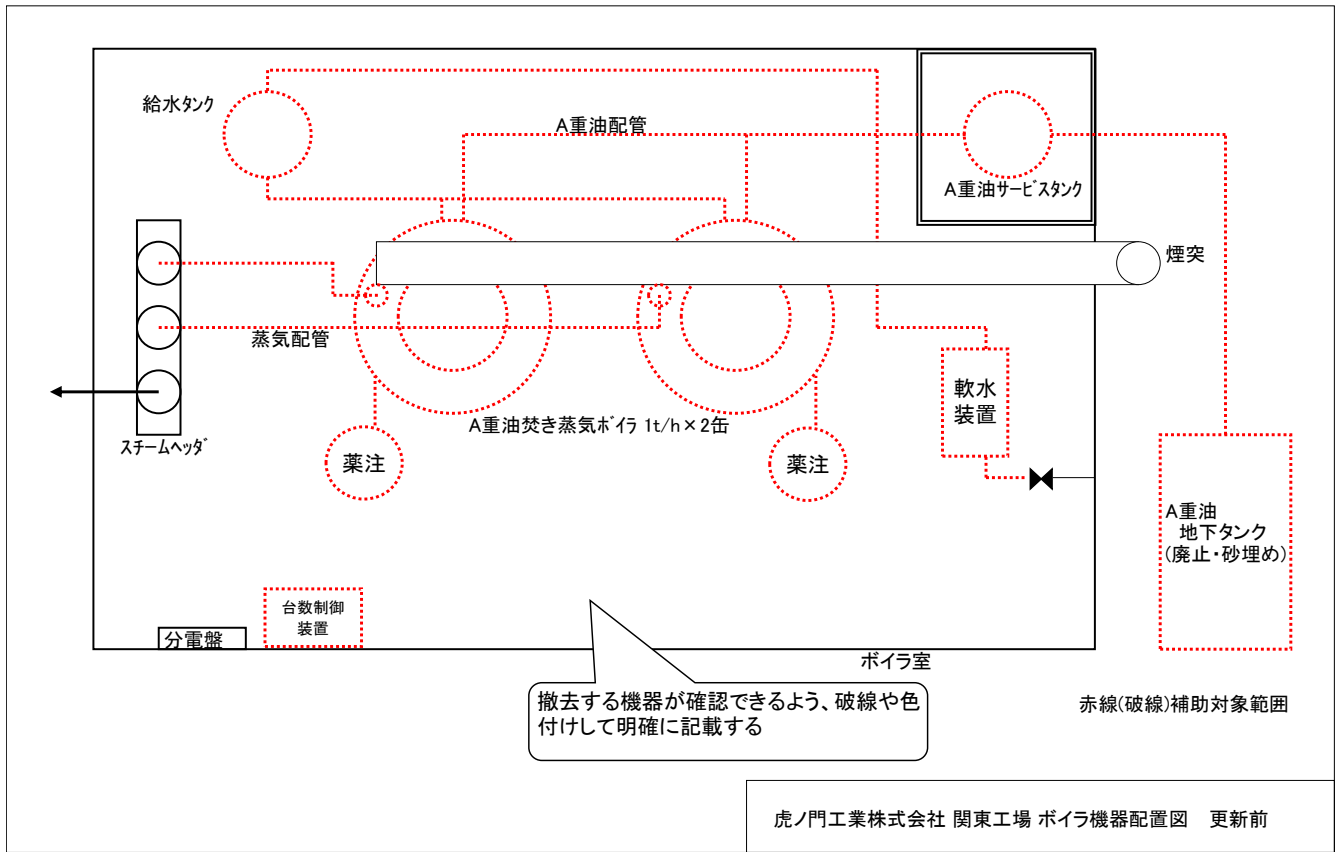 給水タンク
A重油配管
A重油サービスタンク
煙突
蒸気配管
軟水
装置
A重油焚き蒸気ボイラ 1t/h×2缶
スチームヘッダ
薬注
薬注
A重油
地下タンク
(廃止・砂埋め)
台数制御
装置
分電盤
ボイラ室
撤去する機器が確認できるよう、破線や色
付けして明確に記載する
赤線(破線)補助対象範囲
虎ノ門工業株式会社 関東工場 ボイラ機器配置図 更新前